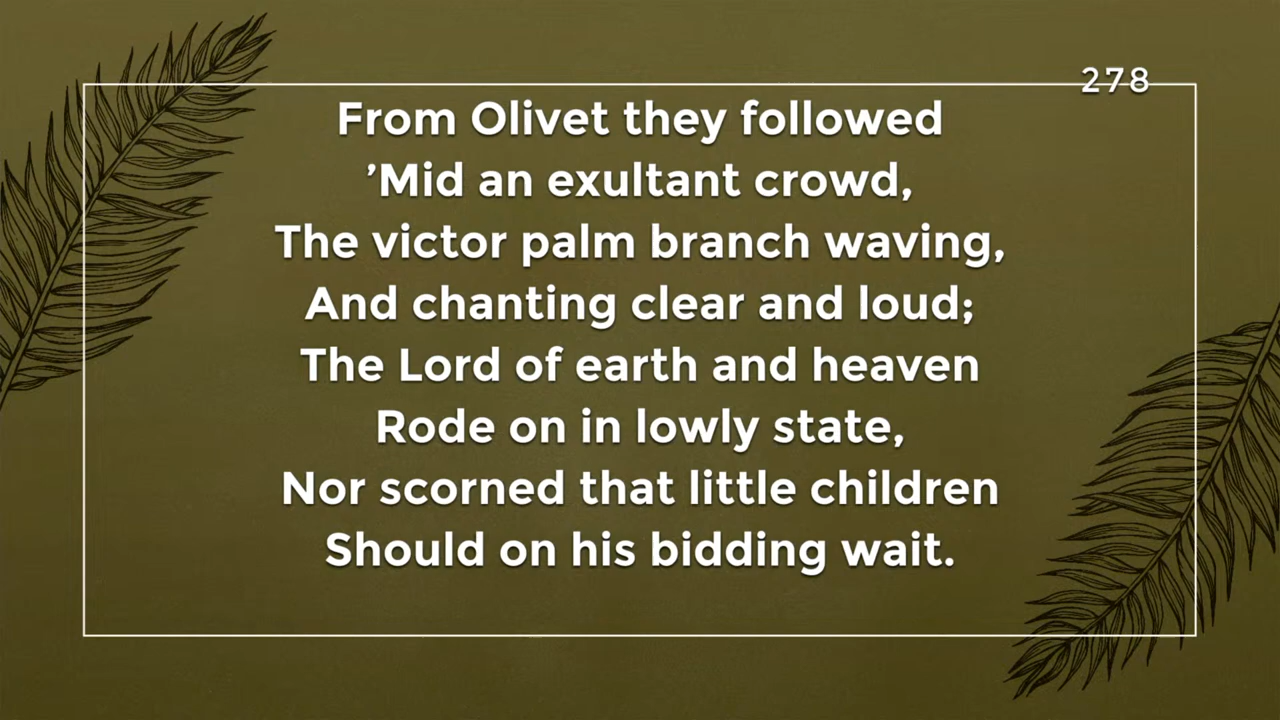 278
From Olivet they followed
’Mid an exultant crowd,
The victor palm branch waving,
And chanting clear and loud;
The Lord of earth and heaven
Rode on in lowly state,
Nor scorned that little children
Should on his bidding wait.